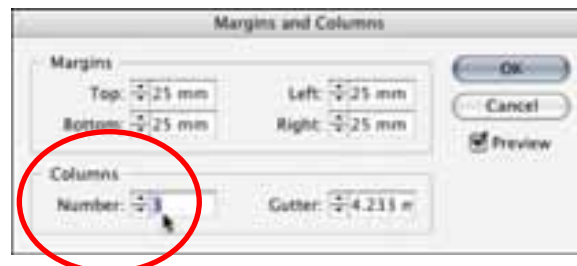 Margins and Columns
Margins
Top: 25 mm Left: 25 mm
Bottom: 25 mm Right: 25 mm
OK
Cancel
Preview
Columns
Number: 3 Gutter: 4.233 m